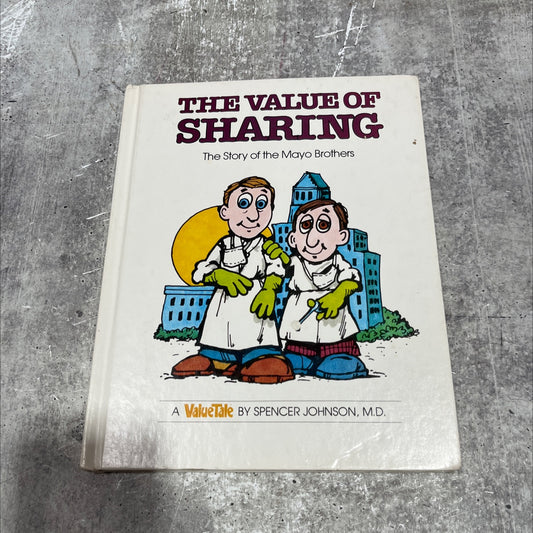 THE VALUE OF
SHARING
The Story of the Mayo Brothers
A ValueTale BY SPENCER JOHNSON, M.D.